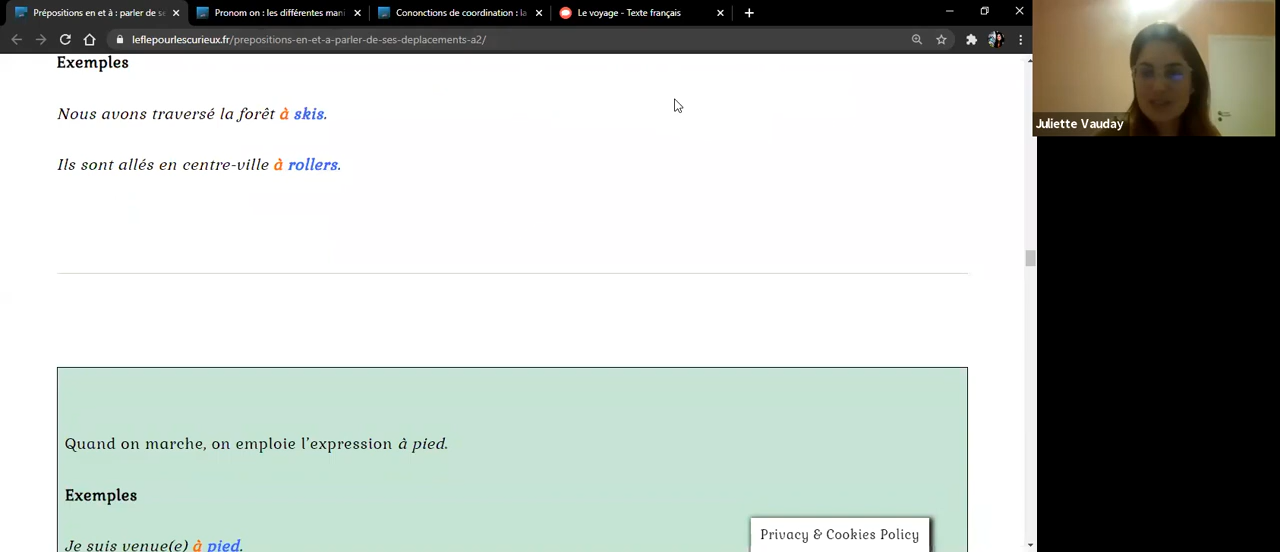 Prépositions en et à : parler de se
Pronom on : les différentes mani
Cononctions de coordination : la
Le voyage - Texte français
leflepourlescurieux.fr/prepositions-en-et-a-parler-de-ses-deplacements-a2/
Juliette Vauday
Exemples
Nous avons traversé la forêt à skis.
Ils sont allés en centre-ville à rollers.
Quand on marche, on emploie l'expression à pied.
Exemples
Je suis venue(e) à pied.
Privacy & Cookies Policy